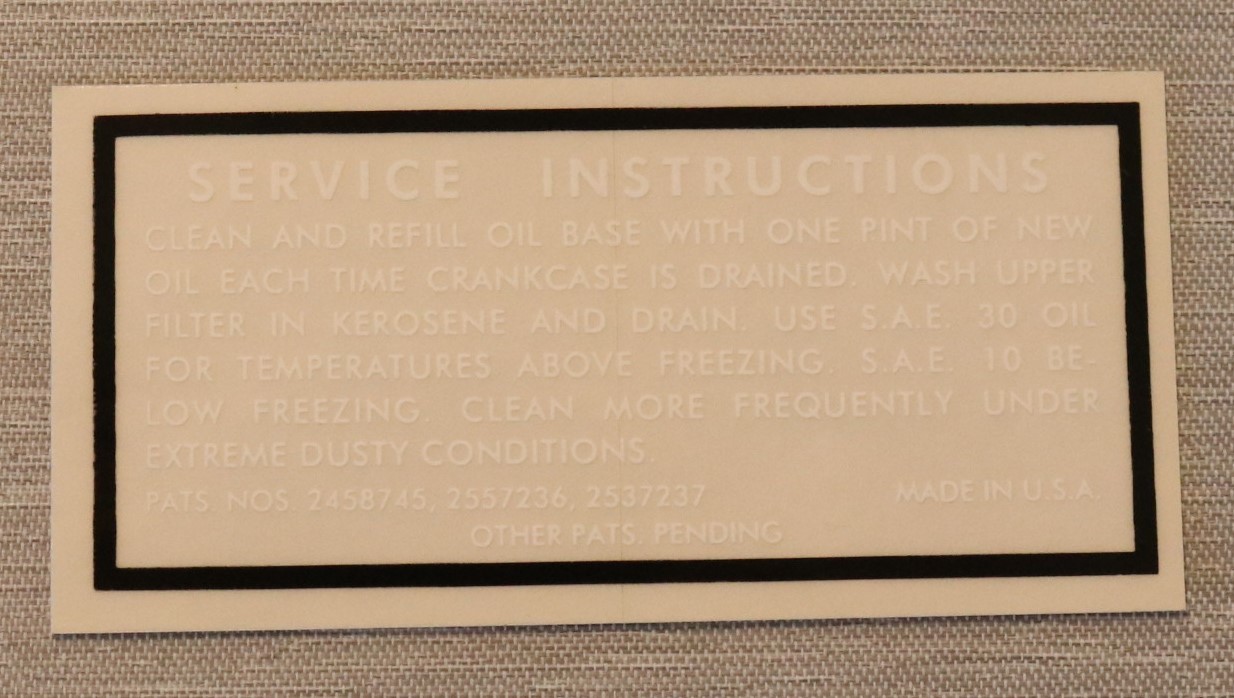 SERVICE INSTRUCTIONS
CLEAN AND REFILL OIL BASE WITH ONE PINT OF NEW
OIL EACH TIME CRANKCASE IS DRAINED. WASH UPPER
FILTER IN KEROSENE AND DRAIN. USE S.A.E. 30 OIL
FOR TEMPERATURES ABOVE FREEZING. S.A.E. 10 BE-
LOW FREEZING. CLEAN MORE FREQUENTLY UNDER
EXTREME DUSTY CONDITIONS.
PATS. NOS. 2458745, 2557236, 2537237 MADE IN U.S.A.
OTHER PATS. PENDING